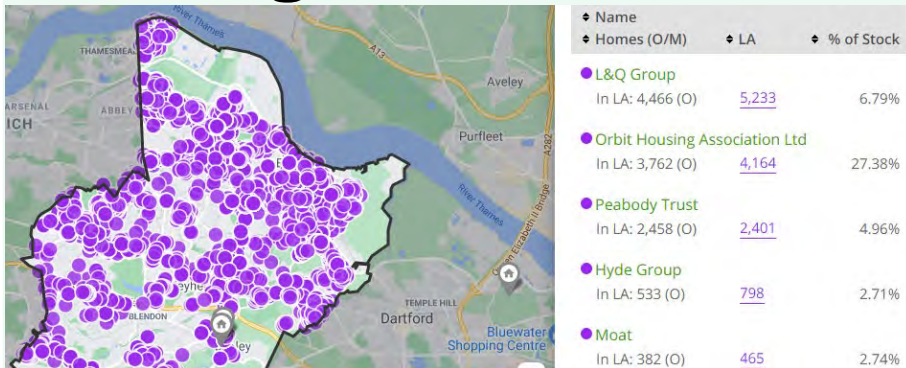 River Thames
A13
THAMESMEA
Aveley
ARSENAL
ABBEY
ICH
Purfleet
A282
River Thames
Queen Elizabeth II Bridge
BLENDON
TEMPLE HILL
Dartford
Bluewater
Shopping Centre
ley
Name
Homes (O/M) LA % of Stock
L&Q Group
In LA: 4,466 (O) 5,233 6.79%
Orbit Housing Association Ltd
In LA: 3,762 (O) 4,164 27.38%
Peabody Trust
In LA: 2,458 (O) 2,401 4.96%
Hyde Group
In LA: 533 (O) 798 2.71%
Moat
In LA: 382 (O) 465 2.74%